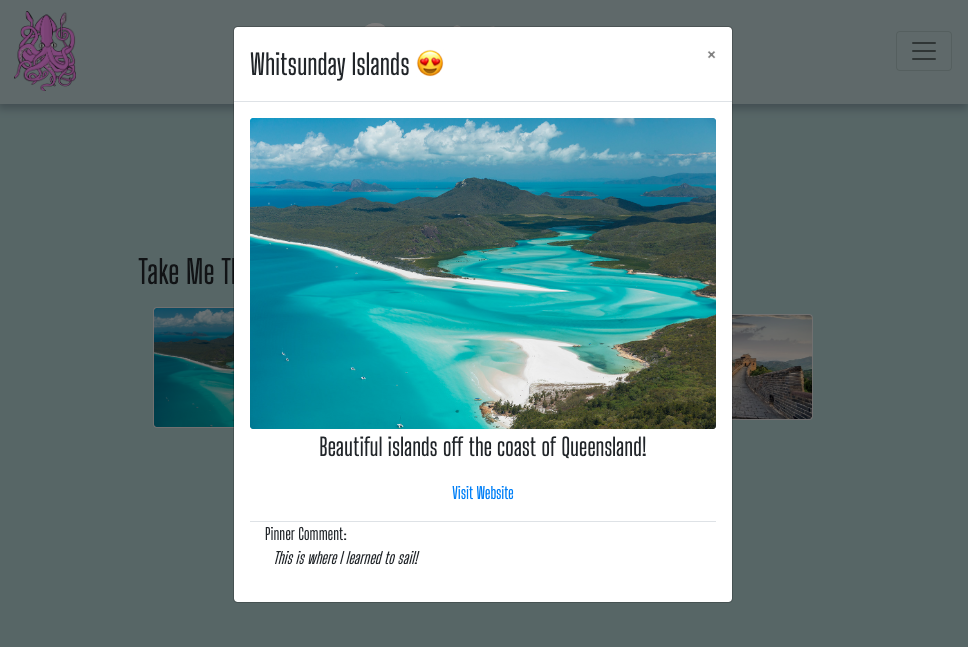 Whitsunday Islands 😍
×
Take Me
Beautiful islands off the coast of Queensland!
Visit Website
Pinner Comment:
This is where I learned to sail!